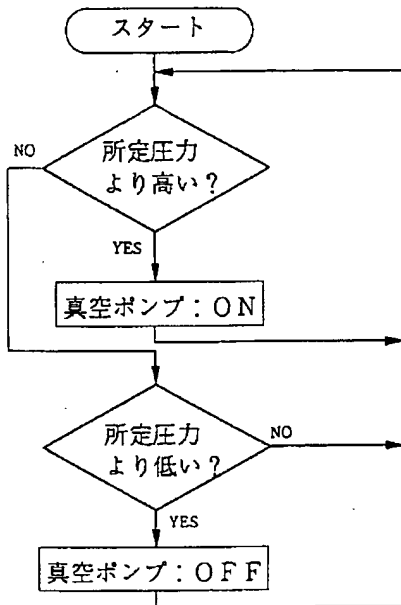 スタート
NO
所定圧力
より高い?
YES
真空ポンプ:ON
所定圧力
より低い?
NO
YES
真空ポンプ:OFF